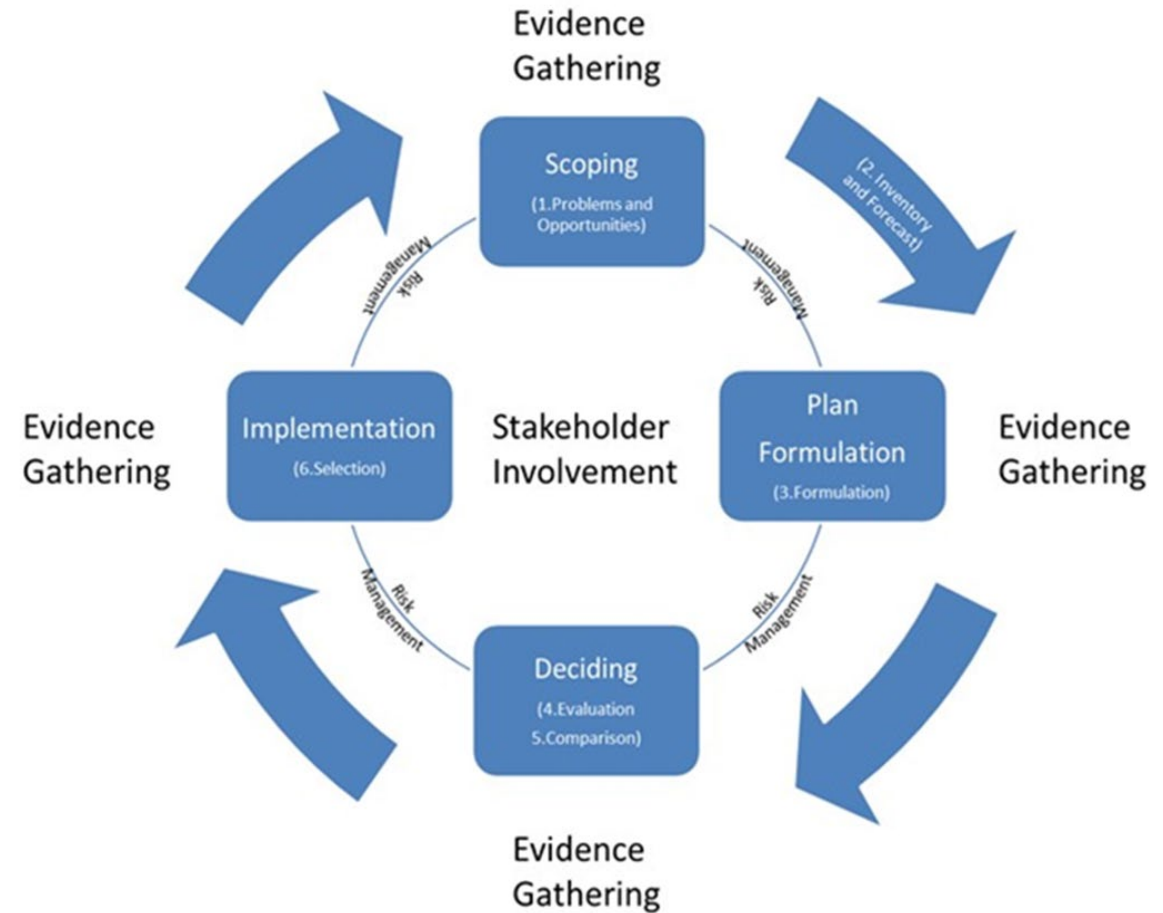 Evidence
Gathering
Scoping
(1.Problems and
Opportunities)
(2. Inventory
and Forecast)
Risk
Management
Risk
Management
Evidence
Gathering
Implementation
(6.Selection)
Stakeholder
Involvement
Plan
Formulation
(3.Formulation)
Evidence
Gathering
Risk
Management
Risk
Management
Deciding
(4.Evaluation
5.Comparison)
Evidence
Gathering